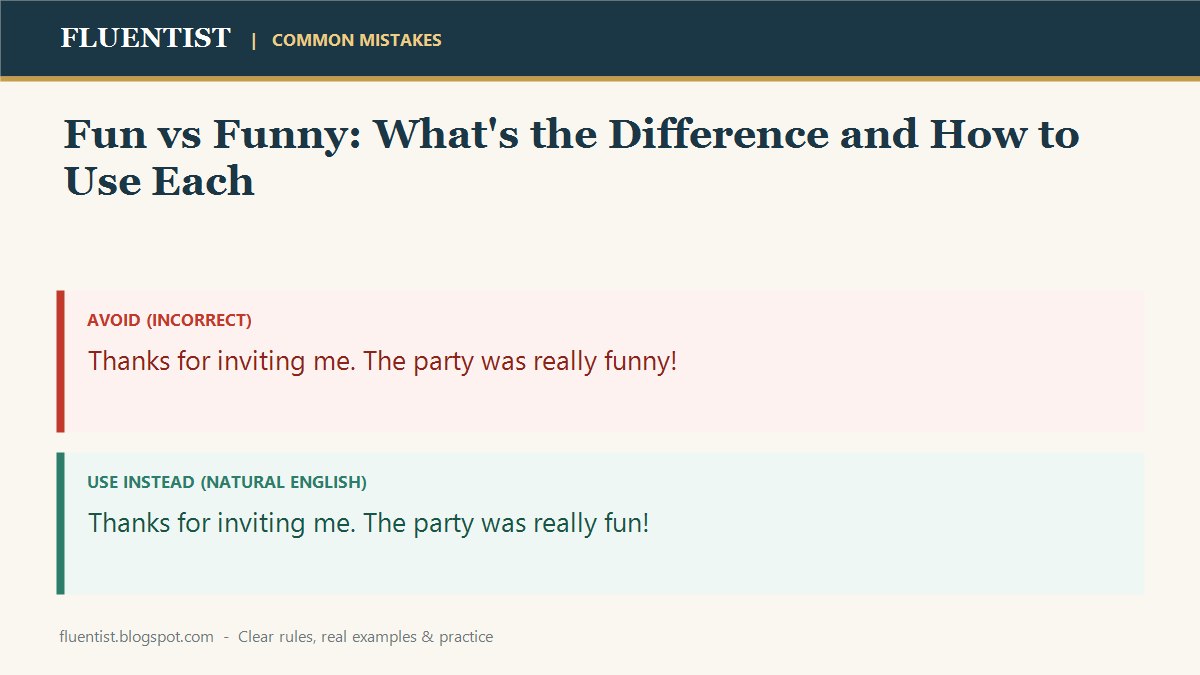 FLUENTIST | COMMON MISTAKES
Fun vs Funny: What's the Difference and How to
Use Each
AVOID (INCORRECT)
Thanks for inviting me. The party was really funny!
USE INSTEAD (NATURAL ENGLISH)
Thanks for inviting me. The party was really fun!
fluentist.blogspot.com - Clear rules, real examples & practice